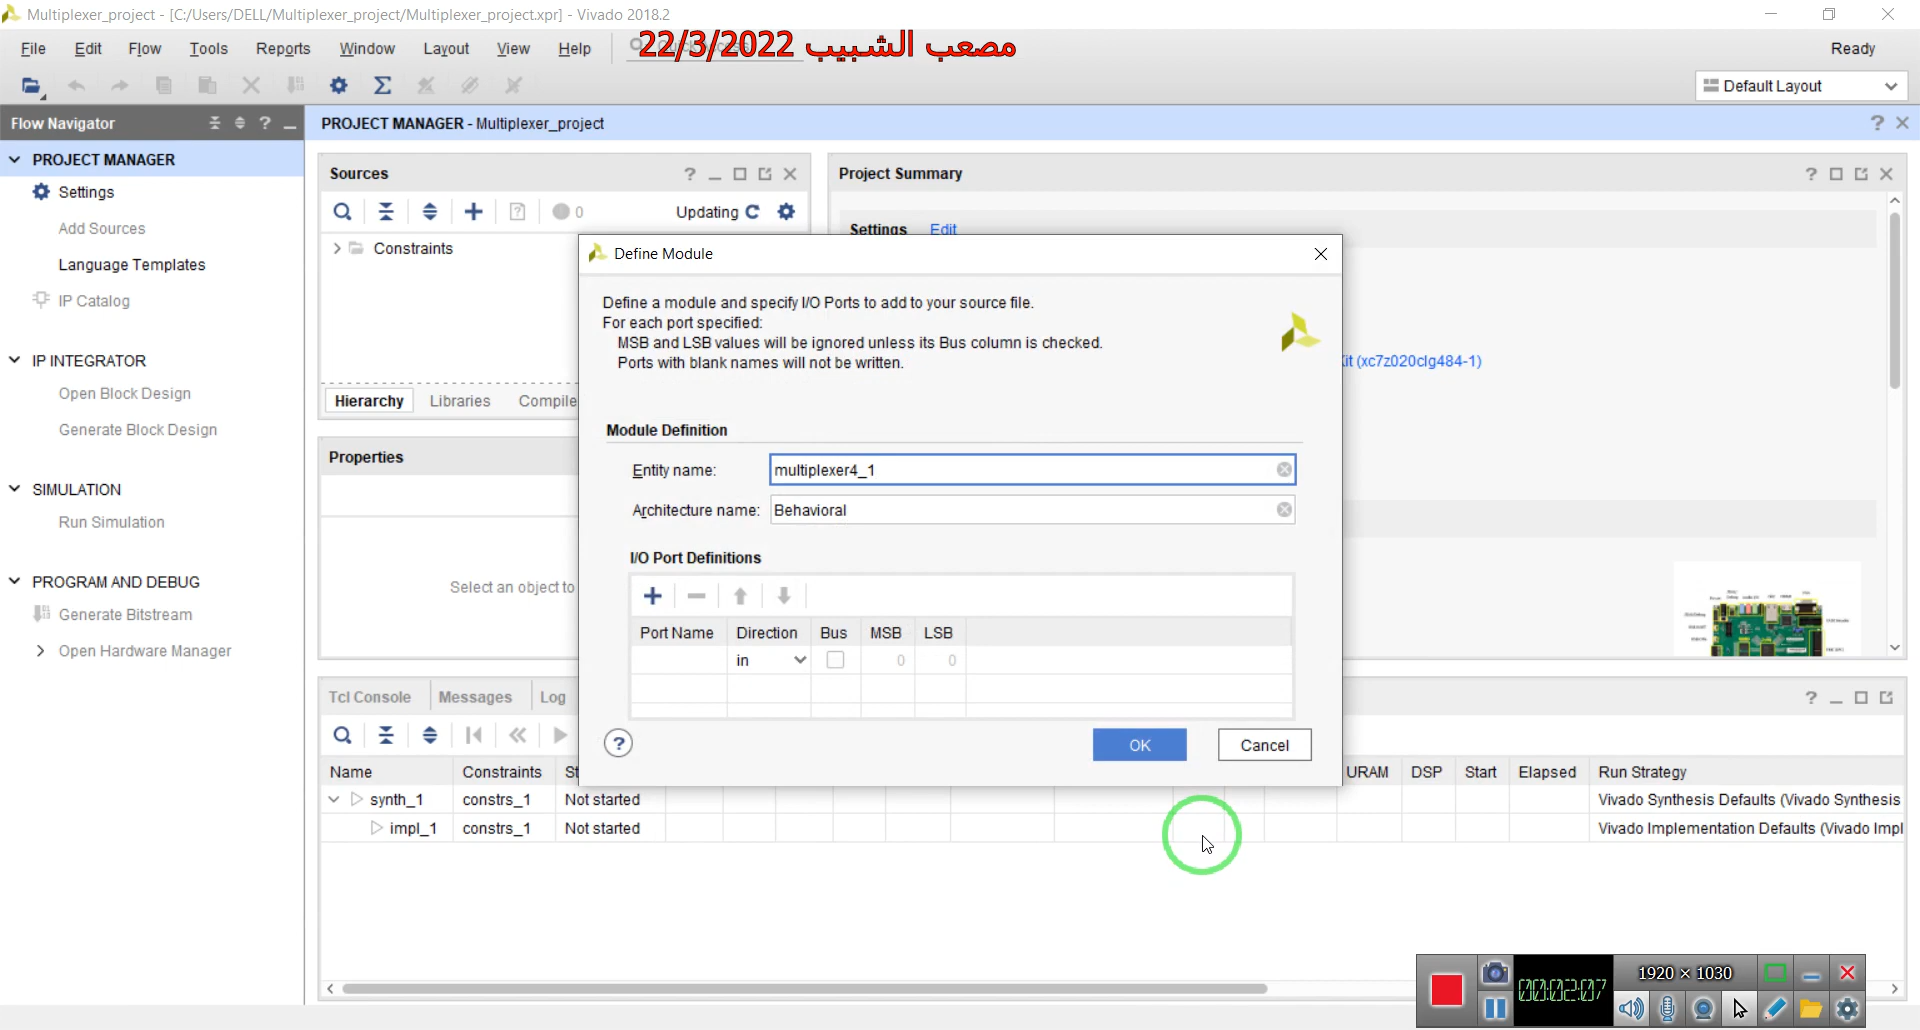 Multiplexer_project - [C:/Users/DELL/Multiplexer_project/Multiplexer_project.xpr] - Vivado 2018.2
File Edit Flow Tools Reports Window Layout View Help
22/3/2022 مصعب الشبيب
Ready
Default Layout
Flow Navigator
PROJECT MANAGER - Multiplexer_project
PROJECT MANAGER
Settings
Add Sources
Language Templates
IP Catalog
IP INTEGRATOR
Open Block Design
Generate Block Design
SIMULATION
Run Simulation
PROGRAM AND DEBUG
Generate Bitstream
Open Hardware Manager
Sources
0 Updating
Constraints
Hierarchy Libraries Compile
Properties
Select an object to
Project Summary
Settings Edit
(xc7z020clg484-1)
Define Module
Define a module and specify I/O Ports to add to your source file.
For each port specified:
MSB and LSB values will be ignored unless its Bus column is checked.
Ports with blank names will not be written.
Module Definition
Entity name: multiplexer4_1
Architecture name: Behavioral
I/O Port Definitions
Port Name Direction Bus MSB LSB
in 0 0
OK Cancel
Tcl Console Messages Log
Name Constraints St URAM DSP Start Elapsed Run Strategy
synth_1 constrs_1 Not started Vivado Synthesis Defaults (Vivado Synthesis
impl_1 constrs_1 Not started Vivado Implementation Defaults (Vivado Impl
1920 × 1030
00:02:07